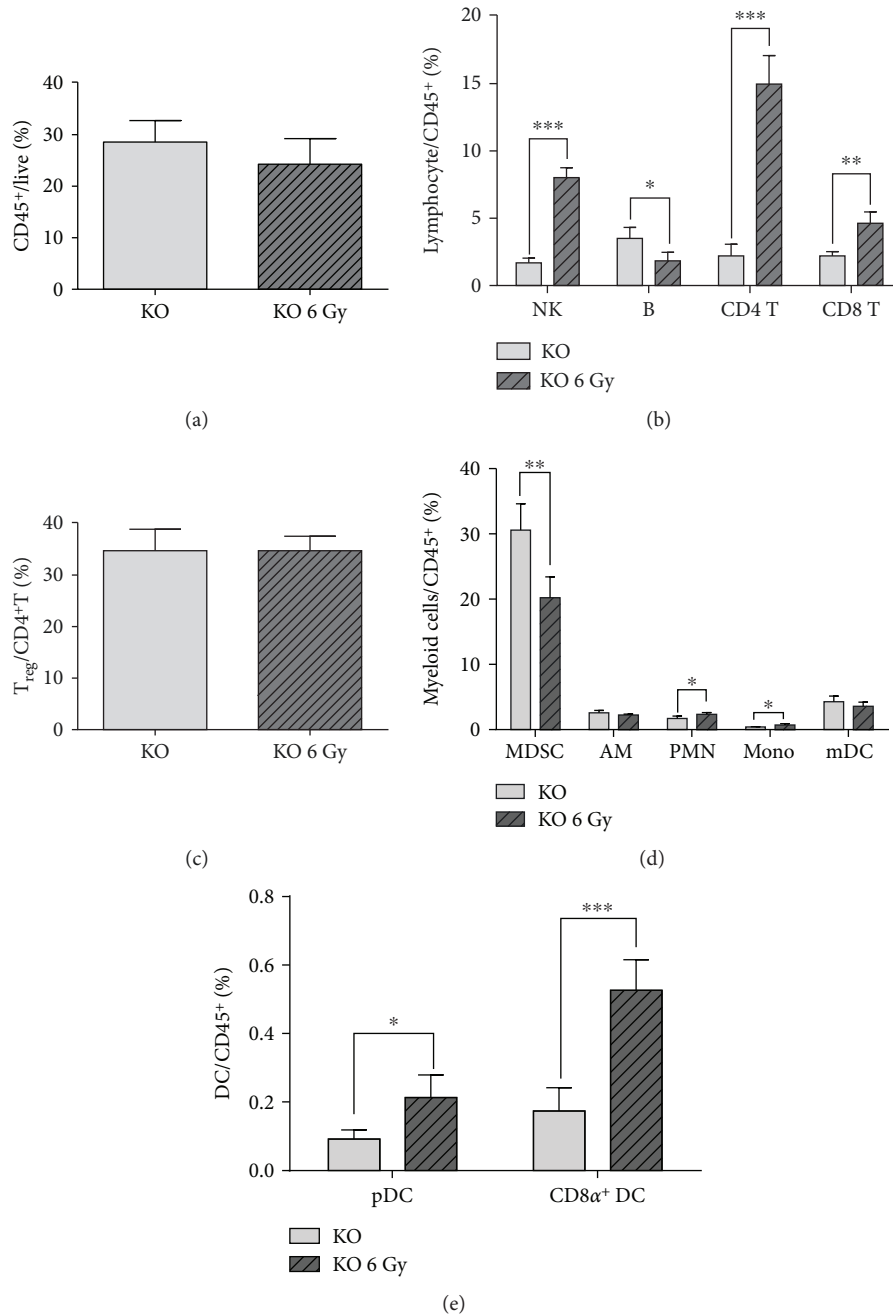 CD45+/live (%)
40
30
20
10
0
KO
KO 6 Gy
(a)
Lymphocyte/CD45+ (%)
20
15
10
5
0
***
*
***
**
NK
B
CD4 T
CD8 T
KO
KO 6 Gy
(b)
Treg/CD4+T (%)
50
40
30
20
10
0
KO
KO 6 Gy
(c)
Myeloid cells/CD45+ (%)
40
30
20
10
0
**
*
*
MDSC
AM
PMN
Mono
mDC
KO
KO 6 Gy
(d)
DC/CD45+ (%)
0.8
0.6
0.4
0.2
0.0
*
***
pDC
CD8α+ DC
KO
KO 6 Gy
(e)